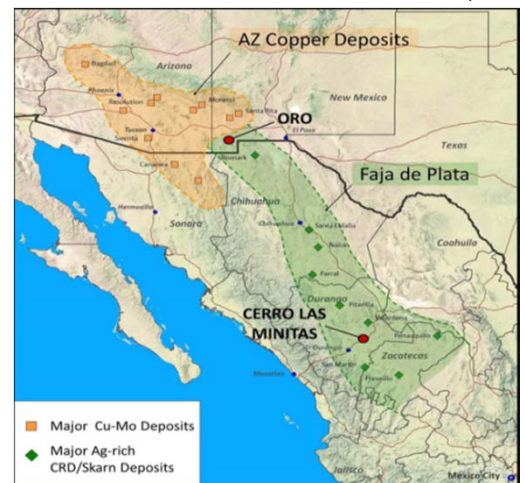 AZ Copper Deposits
Bagdad
Arizona
Phoenix
Resolution
Morenci
Santa Rita
New Mexico
ORO
El Paso
Tucson
Sierrita
Texas
Faja de Plata
Cananea
Chihuahua
Hermosillo
Sonora
Chihuahua
Santa Eulalia
Naica
Coahuila
Parral
Durango
Pitarrilla
CERRO LAS
MINITAS
Velardena
Penasquito
Durango
Zacatecas
San Martin
Fresnillo
Mazatlan
Major Cu-Mo Deposits
Major Ag-rich
CRD/Skarn Deposits
Jalisco
Mexico City